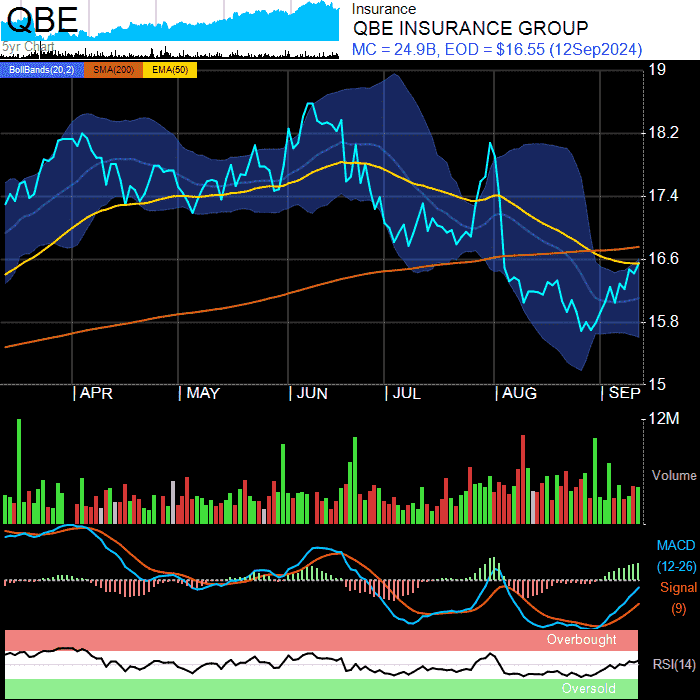 QBE
5yr Chart
Insurance
QBE INSURANCE GROUP
MC = 24.9B, EOD = $16.55 (12Sep2024)
BollBands(20,2) SMA(200) EMA(50)
19
18.2
17.4
16.6
15.8
15
APR MAY JUN JUL AUG SEP
12M
Volume
MACD
(12-26)
Signal
(9)
Overbought
RSI(14)
Oversold